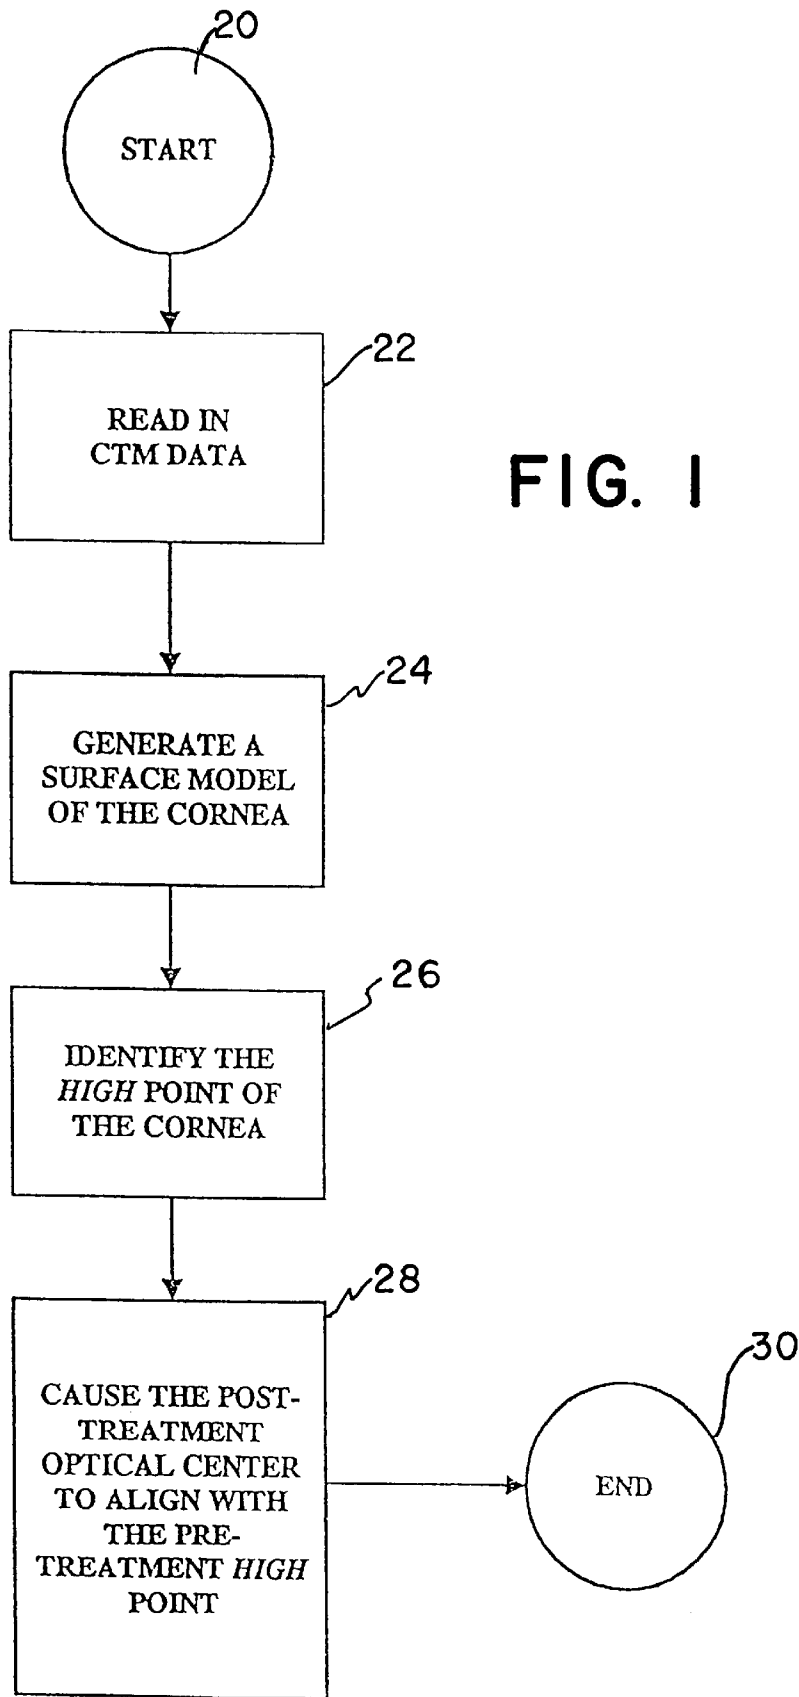 20
START
22
READ IN
CTM DATA
FIG. 1
24
GENERATE A
SURFACE MODEL
OF THE CORNEA
26
IDENTIFY THE
HIGH POINT OF
THE CORNEA
28
CAUSE THE POST-
TREATMENT
OPTICAL CENTER
TO ALIGN WITH
THE PRE-
TREATMENT HIGH
POINT
30
END